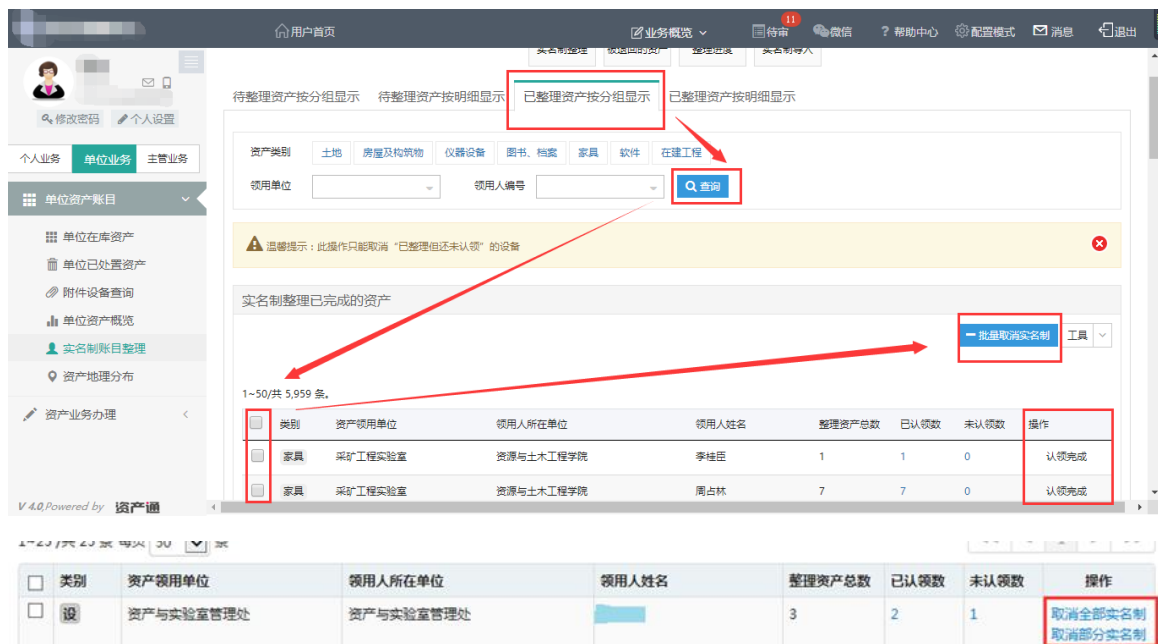 用户首页 业务概览 待审 11 微信 ? 帮助中心 配置模式 消息 退出
实名制整理 被退回的资产 整理进度 实名制导入
修改密码 个人设置
待整理资产按分组显示 待整理资产按明细显示 已整理资产按分组显示 已整理资产按明细显示
个人业务 单位业务 主管业务
资产类别 土地 房屋及构筑物 仪器设备 图书、档案 家具 软件 在建工程
领用单位 领用人编号 查询
单位资产账目
单位在库资产
单位已处置资产
附件设备查询
单位资产概览
实名制账目整理
资产地理分布
资产业务办理
温馨提示：此操作只能取消“已整理但还未认领”的设备
实名制整理已完成的资产
批量取消实名制 工具
1~50/共 5,959 条。
类别 资产领用单位 领用人所在单位 领用人姓名 整理资产总数 已认领数 未认领数 操作
家具 采矿工程实验室 资源与土木工程学院 李桂臣 1 1 0 认领完成
家具 采矿工程实验室 资源与土木工程学院 周占林 7 7 0 认领完成
V 4.0,Powered by 资产通
1~25 /共 25 条 每页 50 条
类别 资产领用单位 领用人所在单位 领用人姓名 整理资产总数 已认领数 未认领数 操作
设 资产与实验室管理处 资产与实验室管理处 3 2 1 取消全部实名制
取消部分实名制